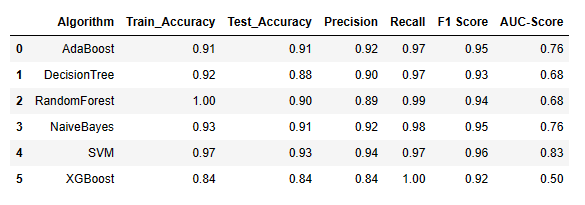 Algorithm Train_Accuracy Test_Accuracy Precision Recall F1 Score AUC-Score
0 AdaBoost 0.91 0.91 0.92 0.97 0.95 0.76
1 DecisionTree 0.92 0.88 0.90 0.97 0.93 0.68
2 RandomForest 1.00 0.90 0.89 0.99 0.94 0.68
3 NaiveBayes 0.93 0.91 0.92 0.98 0.95 0.76
4 SVM 0.97 0.93 0.94 0.97 0.96 0.83
5 XGBoost 0.84 0.84 0.84 1.00 0.92 0.50